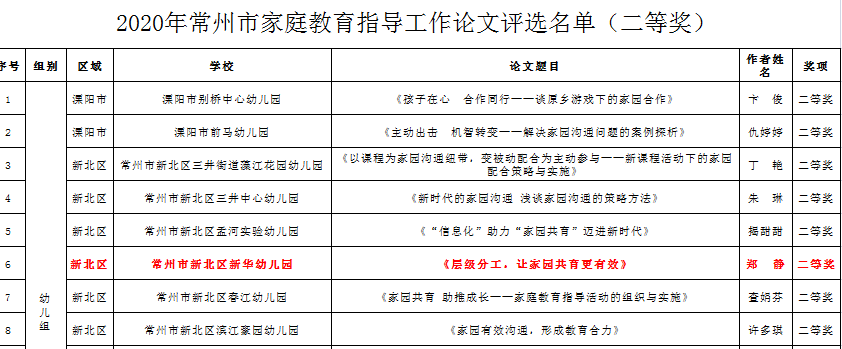 2020年常州市家庭教育指导工作论文评选名单（二等奖）
序号 组别 区域 学校 论文题目 作者姓名 奖项
1 溧阳市 溧阳市别桥中心幼儿园 《孩子在心 合作同行一一谈原乡游戏下的家园合作》 卞 俊 二等奖
2 溧阳市 溧阳市前马幼儿园 《主动出击 机智转变一一解决家园沟通问题的案例探析》 仇婷婷 二等奖
3 新北区 常州市新北区三井街道藻江花园幼儿园 《以课程为家园沟通纽带，变被动配合为主动参与一一新课程活动下的家园
配合策略与实施》 丁 艳 二等奖
4 新北区 常州市新北区三井中心幼儿园 《新时代的家园沟通 浅谈家园沟通的策略方法》 朱 琳 二等奖
5 新北区 常州市新北区孟河实验幼儿园 《“信息化”助力“家园共育”迈进新时代》 揭甜甜 二等奖
6 新北区 常州市新北区新华幼儿园 《层级分工，让家园共育更有效》 郑 静 二等奖
幼儿组
7 新北区 常州市新北区春江幼儿园 《家园共育 助推成长一一家庭教育指导活动的组织与实施》 查娟芬 二等奖
8 新北区 常州市新北区滨江豪园幼儿园 《家园有效沟通，形成教育合力》 许多琪 二等奖